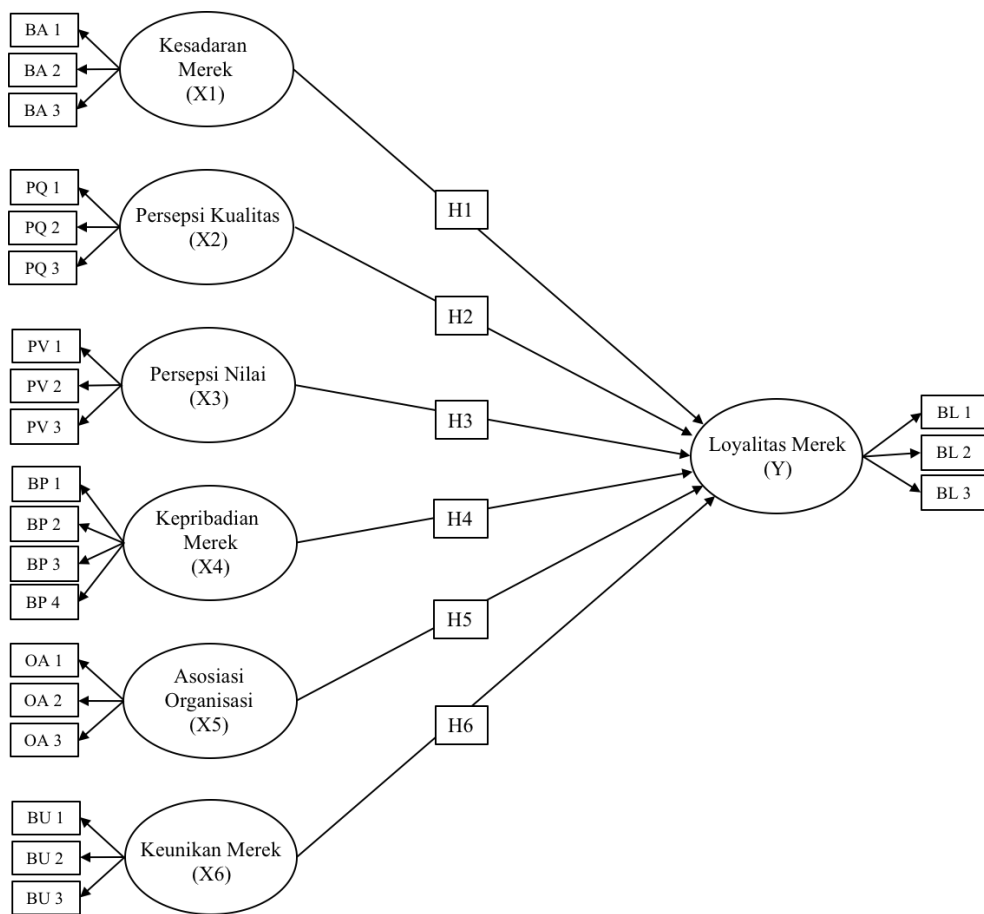 BA 1
BA 2
BA 3
Kesadaran
Merek
(X1)
H1
PQ 1
PQ 2
PQ 3
Persepsi Kualitas
(X2)
H2
PV 1
PV 2
PV 3
Persepsi Nilai
(X3)
H3
BP 1
BP 2
BP 3
BP 4
Kepribadian
Merek
(X4)
H4
OA 1
OA 2
OA 3
Asosiasi
Organisasi
(X5)
H5
BU 1
BU 2
BU 3
Keunikan Merek
(X6)
H6
Loyalitas Merek
(Y)
BL 1
BL 2
BL 3